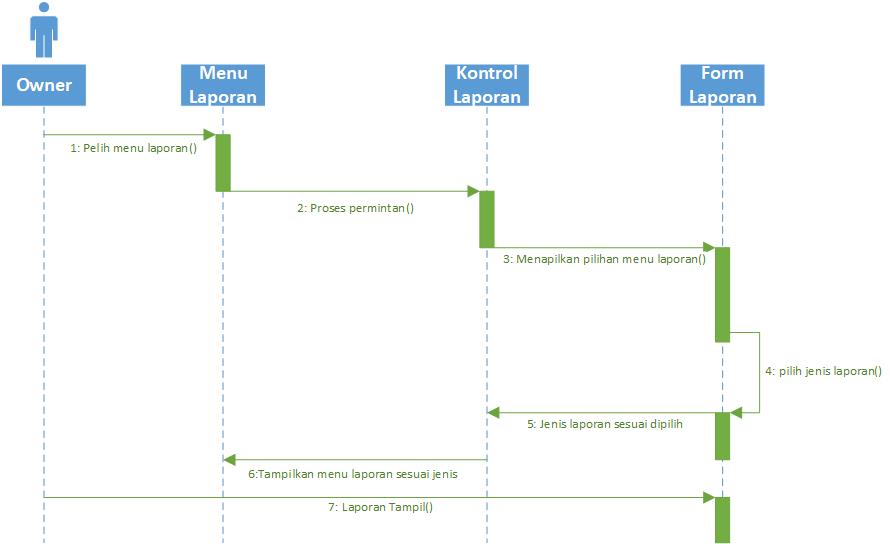 Owner
Menu
Laporan
Kontrol
Laporan
Form
Laporan
1: Pelih menu laporan()
2: Proses permintan()
3: Menapilkan pilihan menu laporan()
4: pilih jenis laporan()
5: Jenis laporan sesuai dipilih
6:Tampilkan menu laporan sesuai jenis
7: Laporan Tampil()